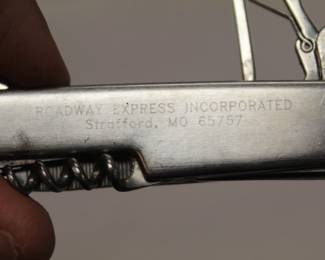 ROADWAY EXPRESS INCORPORATED
Strafford, MO 65757